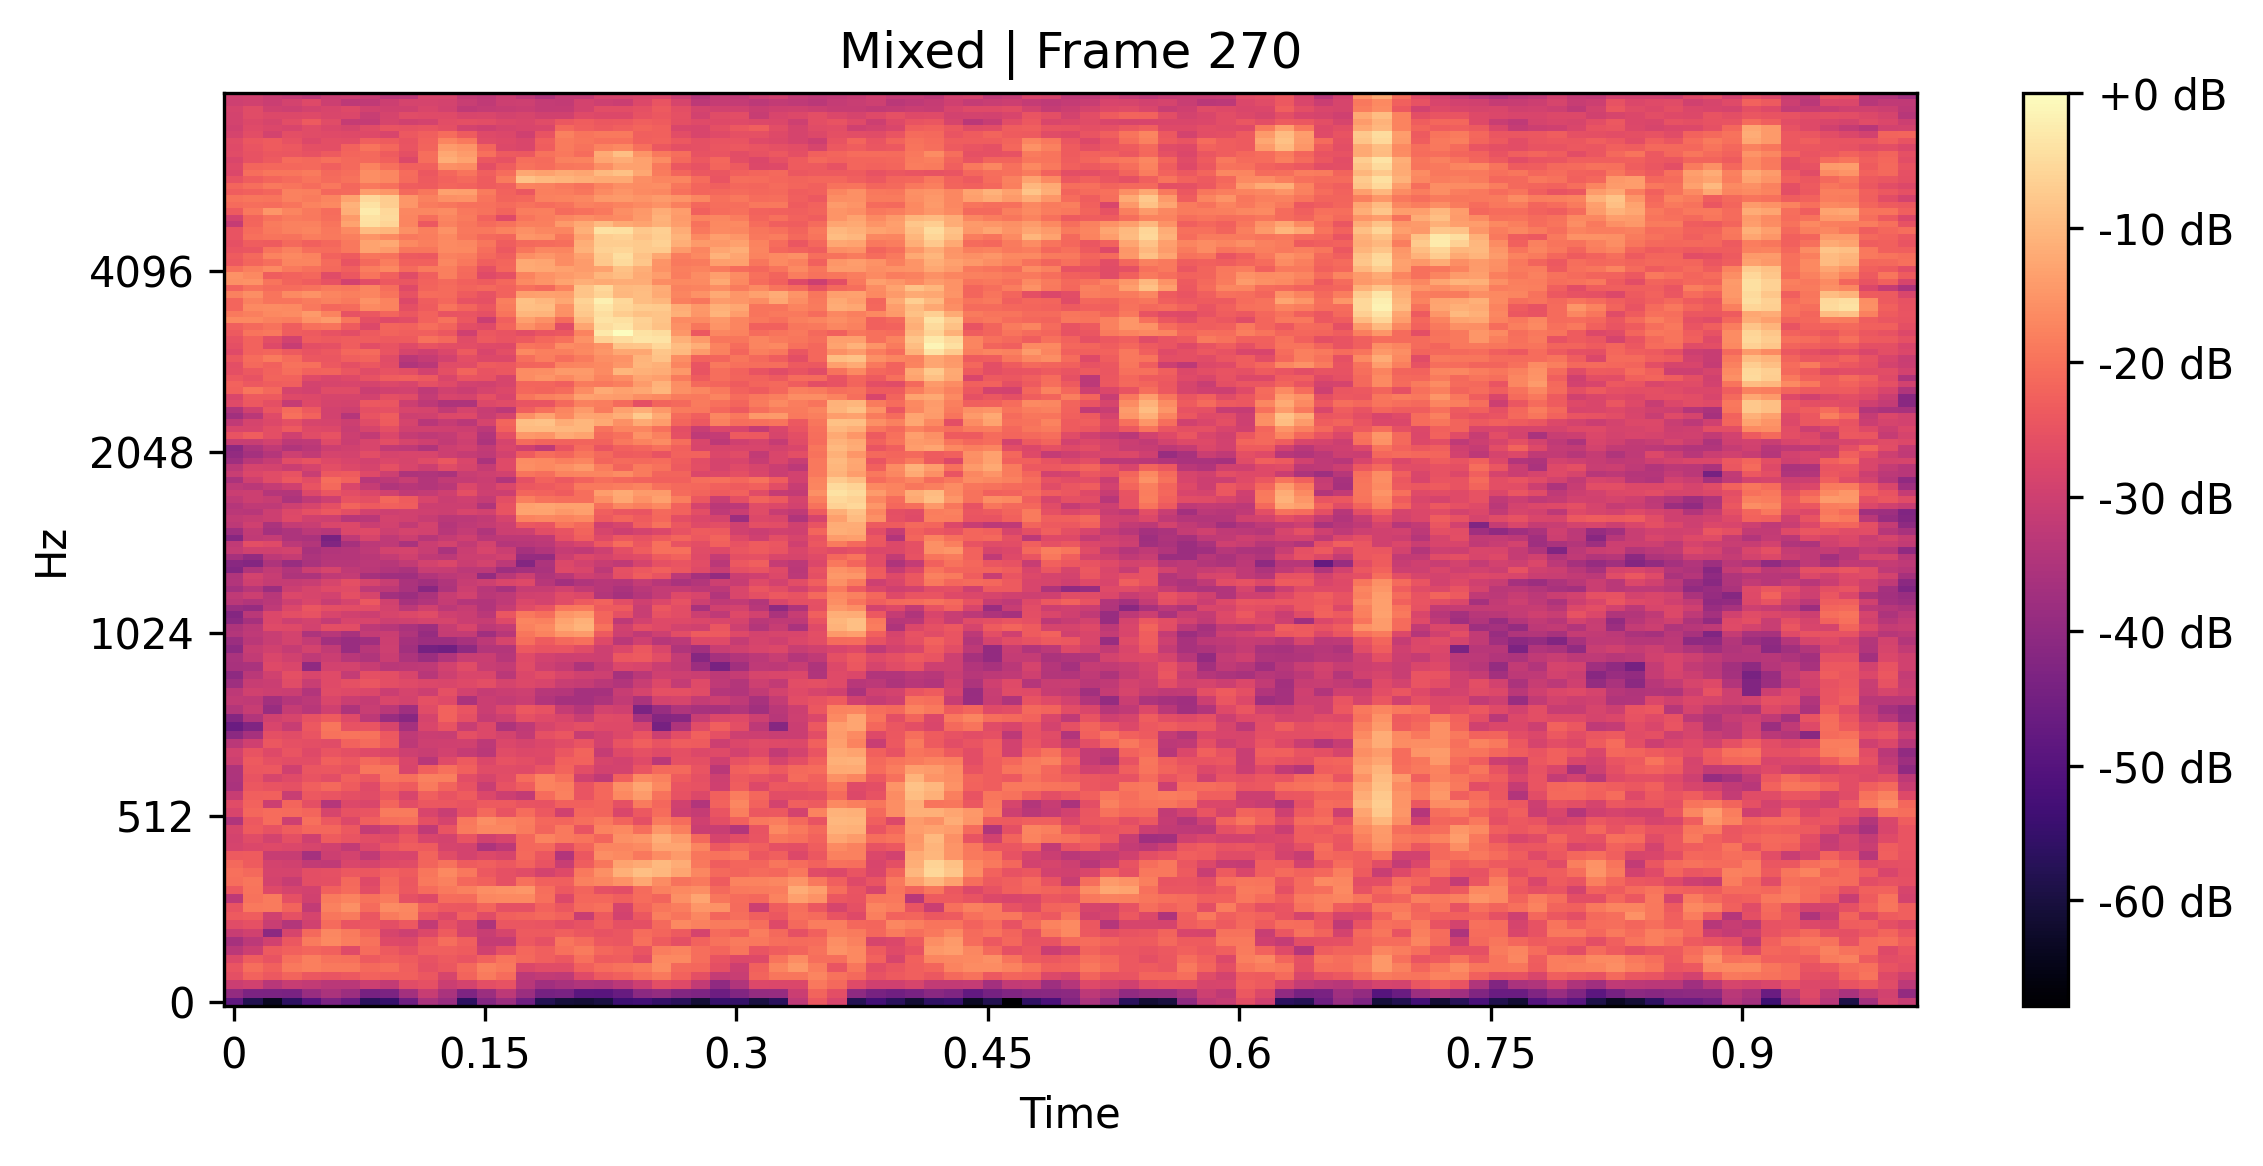 Mixed | Frame 270
+0 dB
-10 dB
-20 dB
-30 dB
-40 dB
-50 dB
-60 dB
Hz
4096
2048
1024
512
0
0 0.15 0.3 0.45 0.6 0.75 0.9
Time